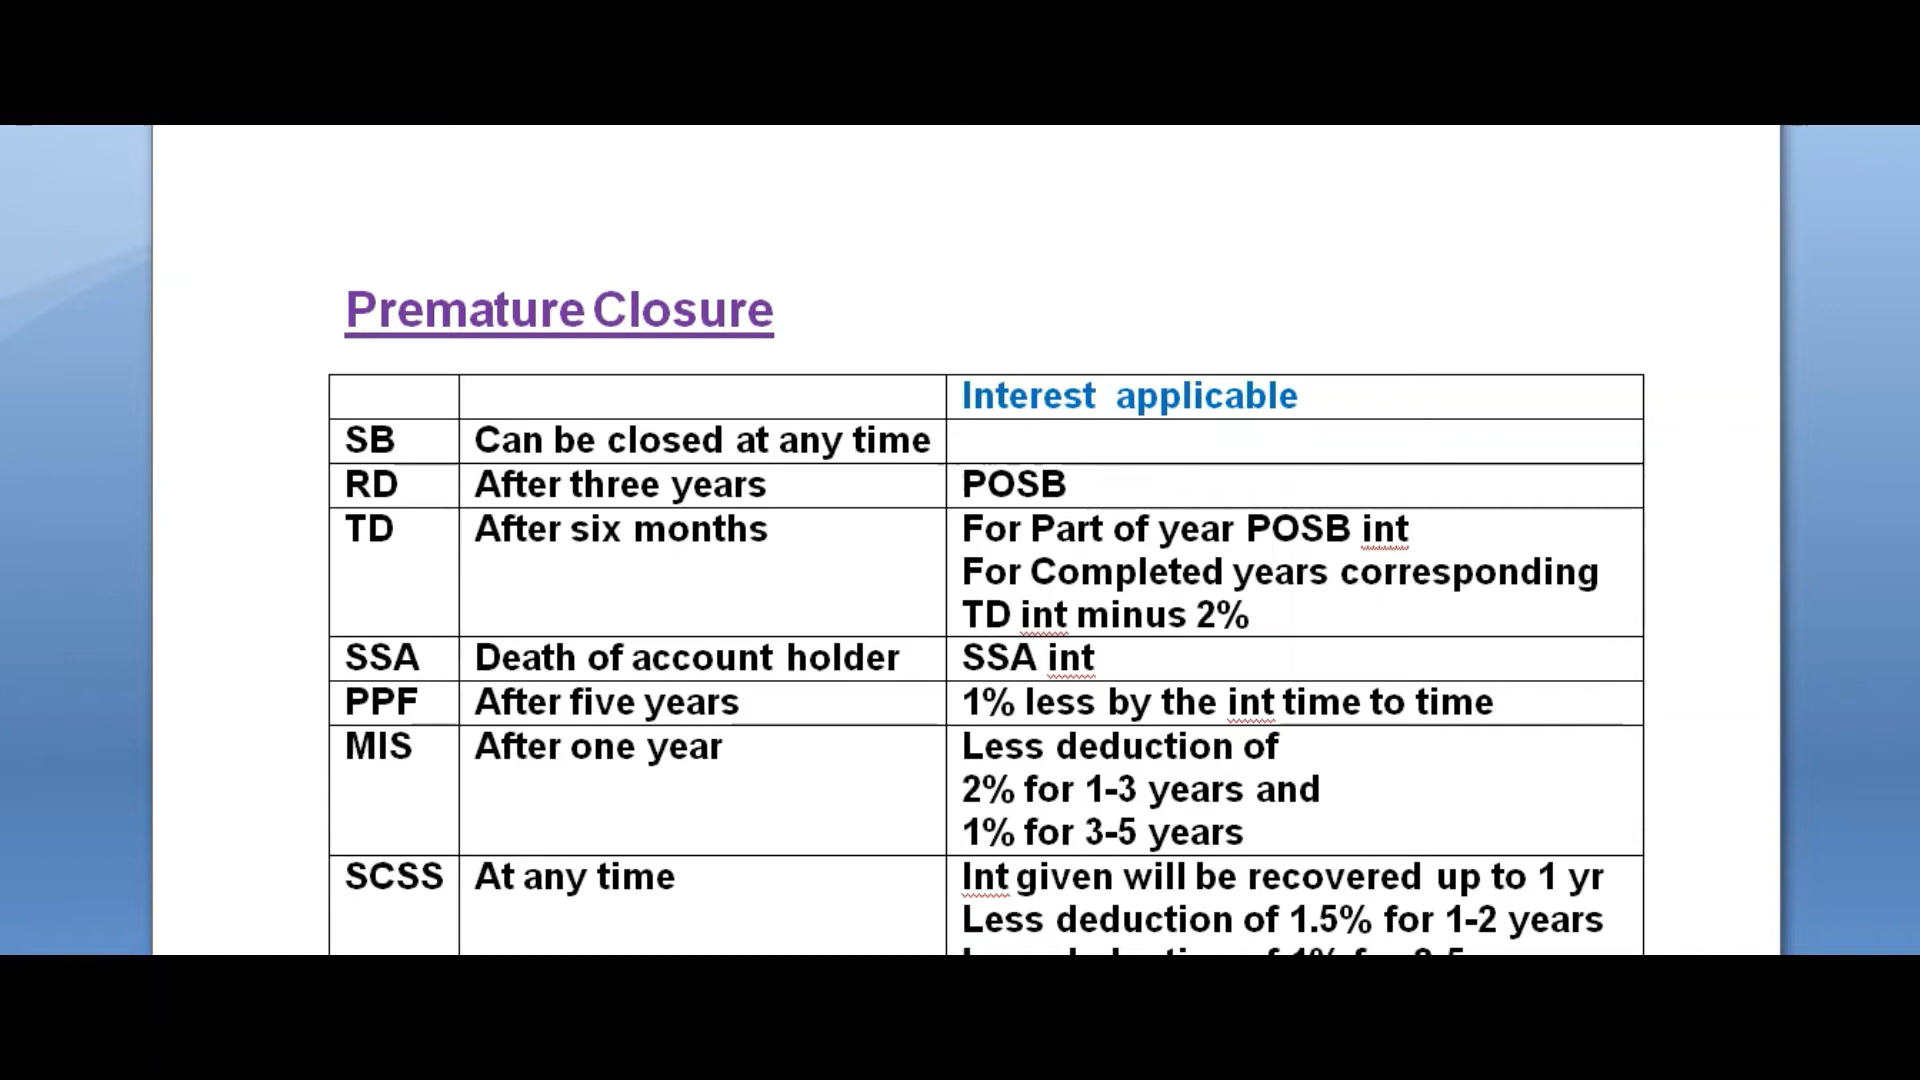 Premature Closure
Interest applicable
SB Can be closed at any time
RD After three years POSB
TD After six months For Part of year POSB int
For Completed years corresponding
TD int minus 2%
SSA Death of account holder SSA int
PPF After five years 1% less by the int time to time
MIS After one year Less deduction of
2% for 1-3 years and
1% for 3-5 years
SCSS At any time Int given will be recovered up to 1 yr
Less deduction of 1.5% for 1-2 years